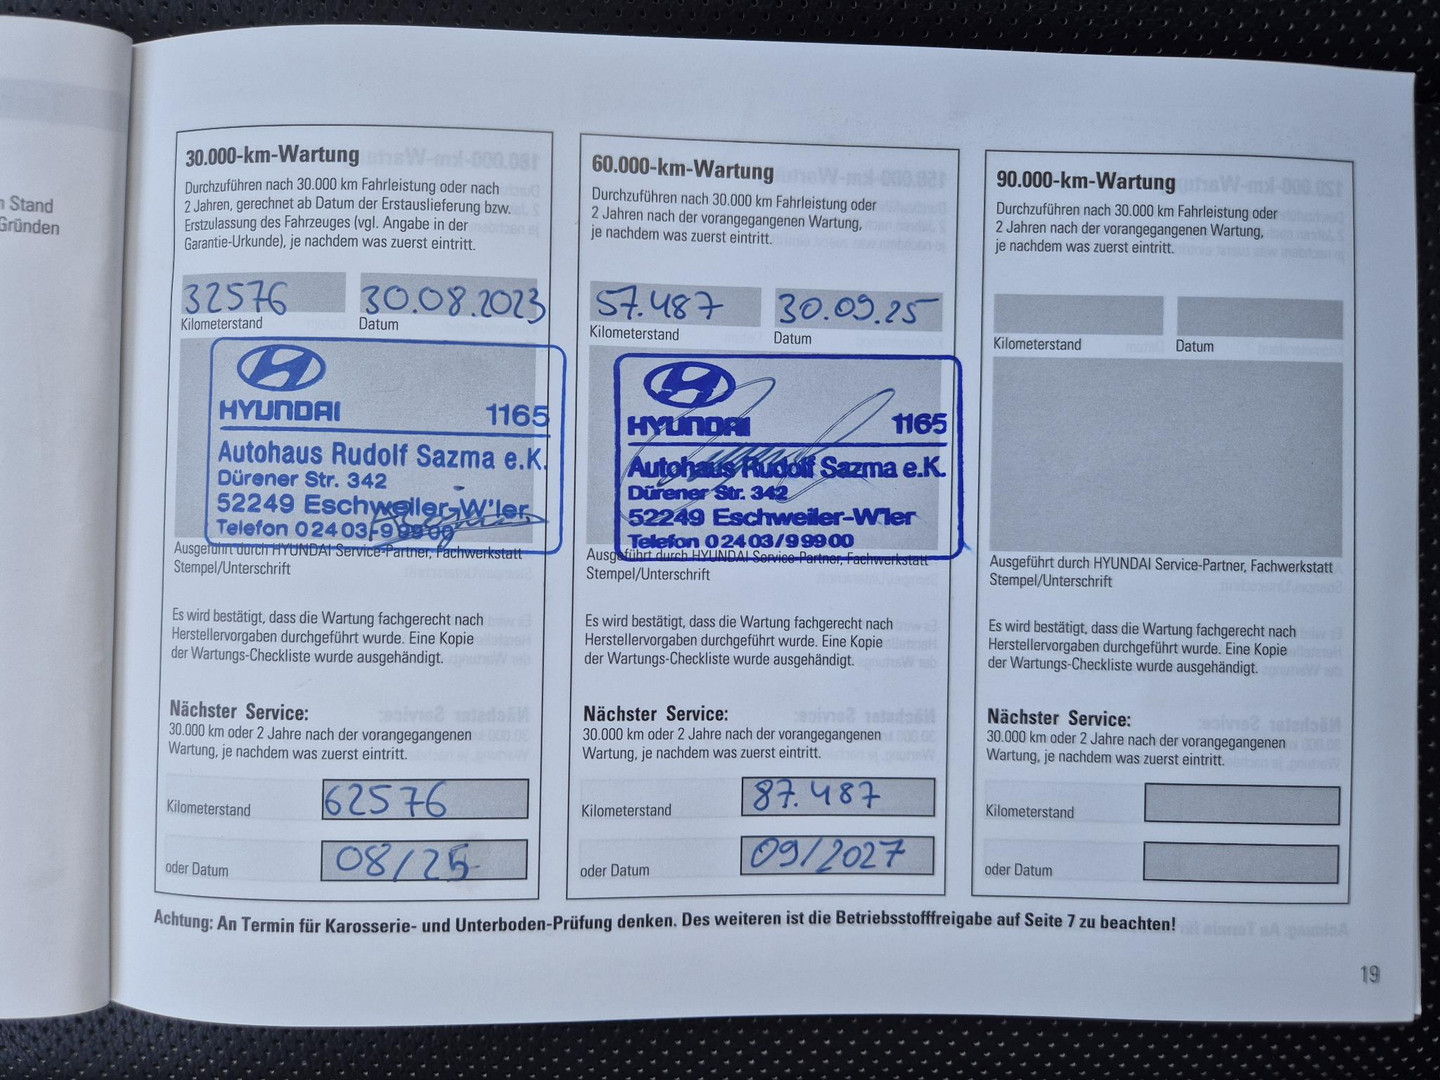 n Stand
Gründen
30.000-km-Wartung
Durchzuführen nach 30.000 km Fahrleistung oder nach
2 Jahren, gerechnet ab Datum der Erstauslieferung bzw.
Erstzulassung des Fahrzeuges (vgl. Angabe in der
Garantie-Urkunde), je nachdem was zuerst eintritt.
32576 30.08.2023
Kilometerstand Datum
HYUNDAI 1165
Autohaus Rudolf Sazma e.K.
Dürener Str. 342
52249 Eschweiler-W'ler
Telefon 02403/99900
Ausgeführt durch HYUNDAI Service-Partner, Fachwerkstatt
Stempel/Unterschrift
Es wird bestätigt, dass die Wartung fachgerecht nach
Herstellervorgaben durchgeführt wurde. Eine Kopie
der Wartungs-Checkliste wurde ausgehändigt.
Nächster Service:
30.000 km oder 2 Jahre nach der vorangegangenen
Wartung, je nachdem was zuerst eintritt.
Kilometerstand 62576
oder Datum 08/25
60.000-km-Wartung
Durchzuführen nach 30.000 km Fahrleistung oder
2 Jahren nach der vorangegangenen Wartung,
je nachdem was zuerst eintritt.
57.487 30.09.25
Kilometerstand Datum
HYUNDAI 1165
Autohaus Rudolf Sazma e.K.
Dürener Str. 342
52249 Eschweiler-W'ler
Telefon 02403/99900
Ausgeführt durch HYUNDAI Service-Partner, Fachwerkstatt
Stempel/Unterschrift
Es wird bestätigt, dass die Wartung fachgerecht nach
Herstellervorgaben durchgeführt wurde. Eine Kopie
der Wartungs-Checkliste wurde ausgehändigt.
Nächster Service:
30.000 km oder 2 Jahre nach der vorangegangenen
Wartung, je nachdem was zuerst eintritt.
Kilometerstand 87.487
oder Datum 09/2027
90.000-km-Wartung
Durchzuführen nach 30.000 km Fahrleistung oder
2 Jahren nach der vorangegangenen Wartung,
je nachdem was zuerst eintritt.
Kilometerstand Datum
Ausgeführt durch HYUNDAI Service-Partner, Fachwerkstatt
Stempel/Unterschrift
Es wird bestätigt, dass die Wartung fachgerecht nach
Herstellervorgaben durchgeführt wurde. Eine Kopie
der Wartungs-Checkliste wurde ausgehändigt.
Nächster Service:
30.000 km oder 2 Jahre nach der vorangegangenen
Wartung, je nachdem was zuerst eintritt.
Kilometerstand
oder Datum
Achtung: An Termin für Karosserie- und Unterboden-Prüfung denken. Des weiteren ist die Betriebsstofffreigabe auf Seite 7 zu beachten!
19